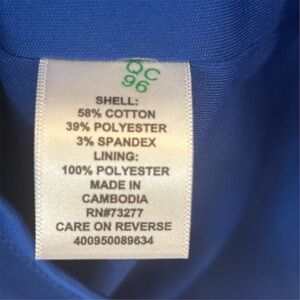 QC
96
SHELL:
58% COTTON
39% POLYESTER
3% SPANDEX
LINING:
100% POLYESTER
MADE IN
CAMBODIA
RN#73277
CARE ON REVERSE
400950089634